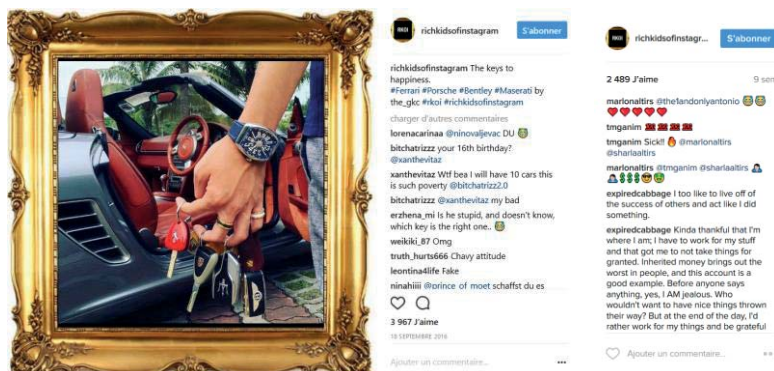 richkidsofinstagram
S'abonner
richkidsofinstagram The keys to
happiness.
#Ferrari #Porsche #Bentley #Maserati by
the_gkc #rkoi #richkidsofinstagram
charger d'autres commentaires
lorenacarinaa @ninovaljevac DU
bitchatrizzz your 16th birthday?
@xanthevitaz
xanthevitaz Wtf bea I will have 10 cars this
is such poverty @bitchatrizz2.0
bitchatrizzz @xanthevitaz my bad
erzhena_mi Is he stupid, and doesn't know,
which key is the right one..
weikiki_87 Omg
truth_hurts666 Chavy attitude
leontina4life Fake
ninahiiii @prince_of_moet schaffst du es
3 967 J'aime
18 SEPTEMBRE 2016
Ajouter un commentaire...
richkidsofinstagr...
S'abonner
2 489 J'aime
9 sem
marlonaltirs @the1andonlyantonio
tmganim
tmganim Sick!! @marlonaltirs
@sharlaaltirs
marlonaltirs @tmganim @sharlaaltirs
expiredcabbage I too like to live off of
the success of others and act like I did
something.
expiredcabbage Kinda thankful that I'm
where I am; I have to work for my stuff
and that got me to not take things for
granted. Inherited money brings out the
worst in people, and this account is a
good example. Before anyone says
anything, yes, I AM jealous. Who
wouldn't want to have nice things thrown
their way? But at the end of the day, I'd
rather work for my things and be grateful
Ajouter un commentaire...